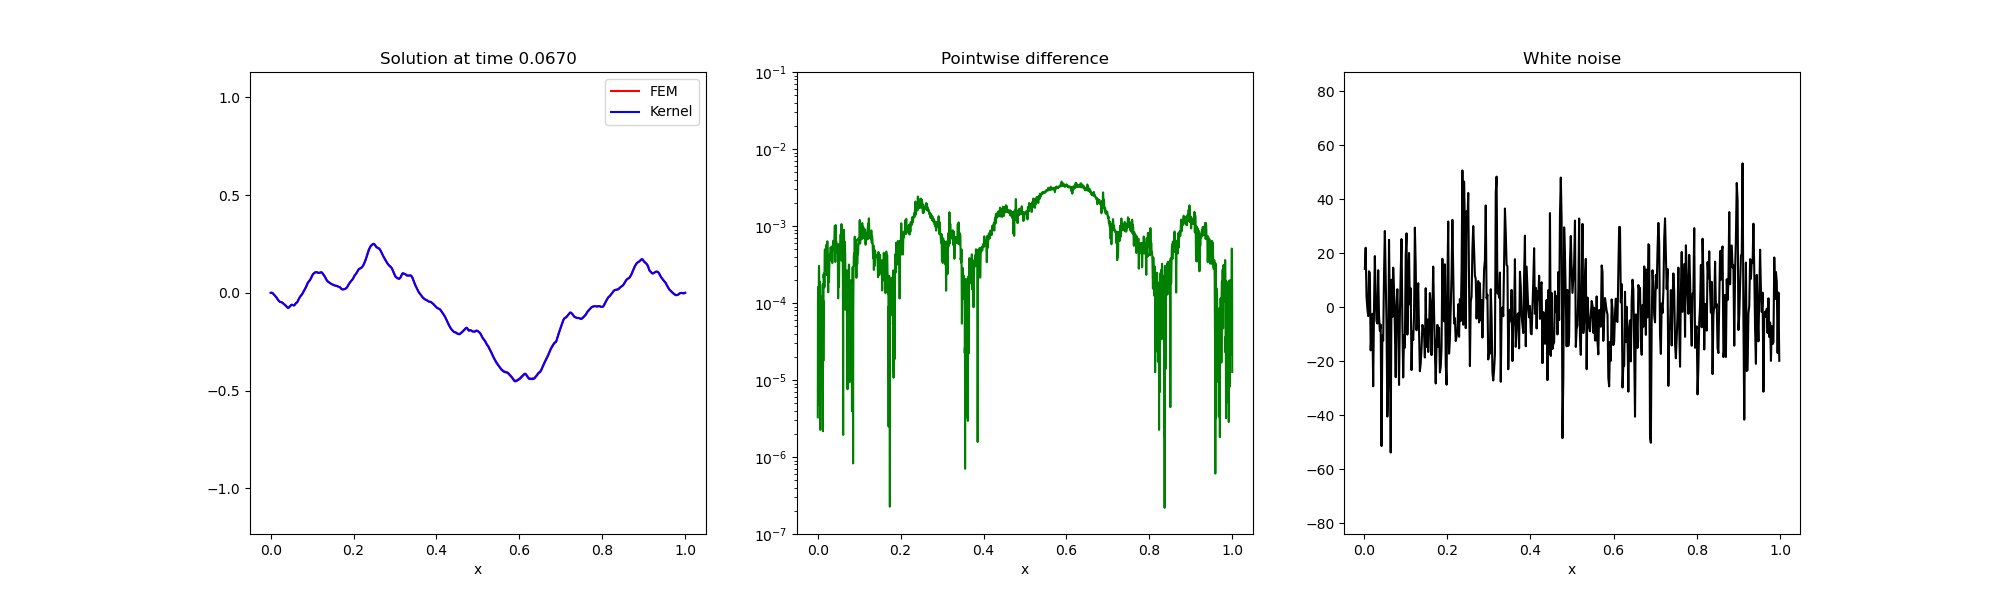 Solution at time 0.0670
1.0
0.5
0.0
−0.5
−1.0
FEM
Kernel
0.0 0.2 0.4 0.6 0.8 1.0
x
Pointwise difference
10⁻¹
10⁻²
10⁻³
10⁻⁴
10⁻⁵
10⁻⁶
10⁻⁷
0.0 0.2 0.4 0.6 0.8 1.0
x
White noise
80
60
40
20
0
−20
−40
−60
−80
0.0 0.2 0.4 0.6 0.8 1.0
x